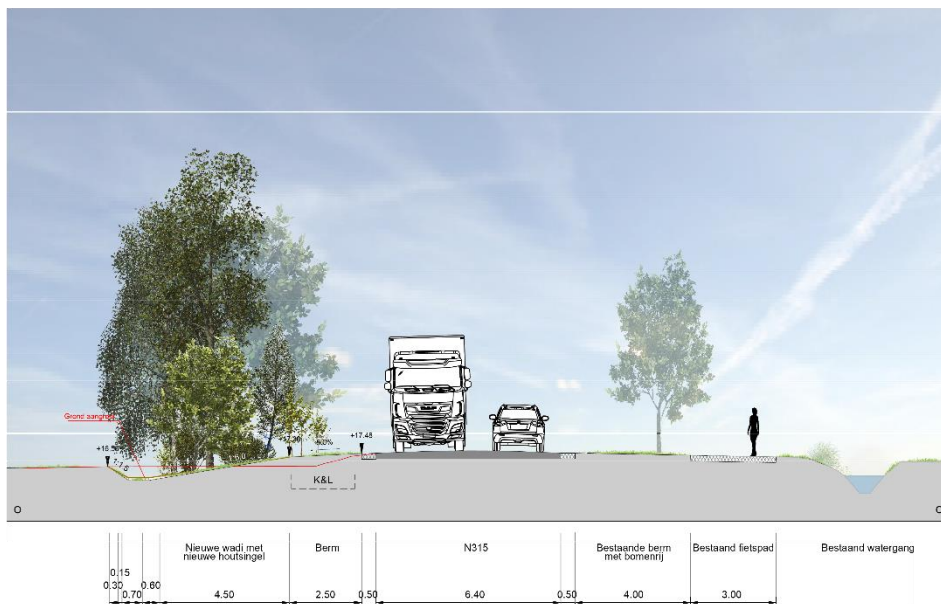 Grond aangrag
+17.48
K&L
O
Nieuwe wadi met
nieuwe houtsingel
Berm
N315
Bestaande berm
met bomenrij
Bestaand fietspad
Bestaand watergang
0.15
0.30
0.70
0.60
4.50
2.50
0.50
6.40
0.50
4.00
3.00